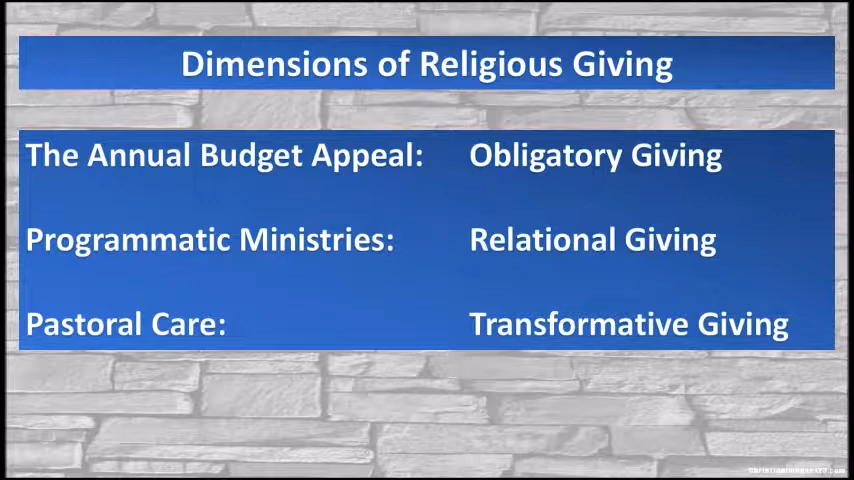 Dimensions of Religious Giving
The Annual Budget Appeal: Obligatory Giving
Programmatic Ministries: Relational Giving
Pastoral Care: Transformative Giving